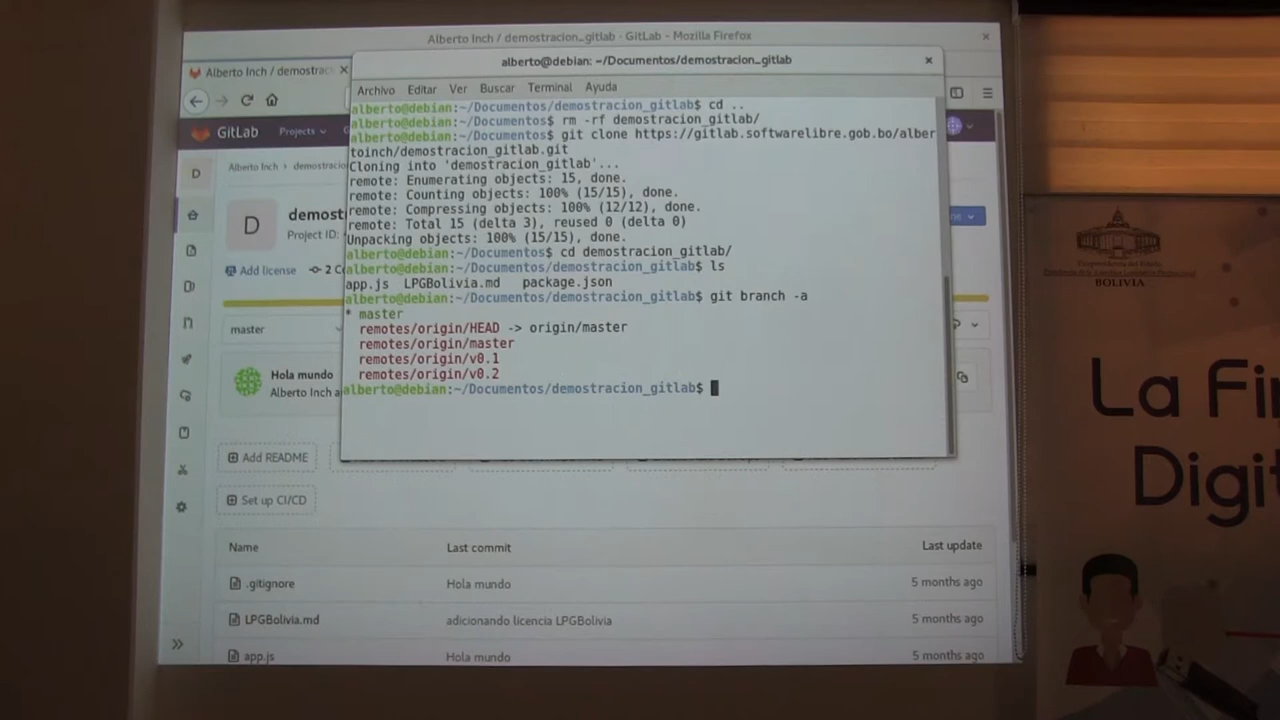 Alberto Inch / demostracion_gitlab · GitLab - Mozilla Firefox
Alberto Inch / demostrac
alberto@debian: ~/Documentos/demostracion_gitlab
Archivo Editar Ver Buscar Terminal Ayuda
alberto@debian:~/Documentos/demostracion_gitlab$ cd ..
alberto@debian:~/Documentos$ rm -rf demostracion_gitlab/
alberto@debian:~/Documentos$ git clone https://gitlab.softwarelibre.gob.bo/alber
toinch/demostracion_gitlab.git
Cloning into 'demostracion_gitlab'...
remote: Enumerating objects: 15, done.
remote: Counting objects: 100% (15/15), done.
remote: Compressing objects: 100% (12/12), done.
remote: Total 15 (delta 3), reused 0 (delta 0)
Unpacking objects: 100% (15/15), done.
alberto@debian:~/Documentos$ cd demostracion_gitlab/
alberto@debian:~/Documentos/demostracion_gitlab$ ls
app.js LPGBolivia.md package.json
alberto@debian:~/Documentos/demostracion_gitlab$ git branch -a
* master
remotes/origin/HEAD -> origin/master
remotes/origin/master
remotes/origin/v0.1
remotes/origin/v0.2
alberto@debian:~/Documentos/demostracion_gitlab$
GitLab Projects G
D Alberto Inch > demostracion
D demost
Project ID:
Add license 2 C
master
Hola mundo
Alberto Inch a
Add README
Set up CI/CD
Name Last commit Last update
.gitignore Hola mundo 5 months ago
LPGBolivia.md adicionando licencia LPGBolivia 5 months ago
app.js Hola mundo 5 months ago
BOLIVIA
La Fir
Digit